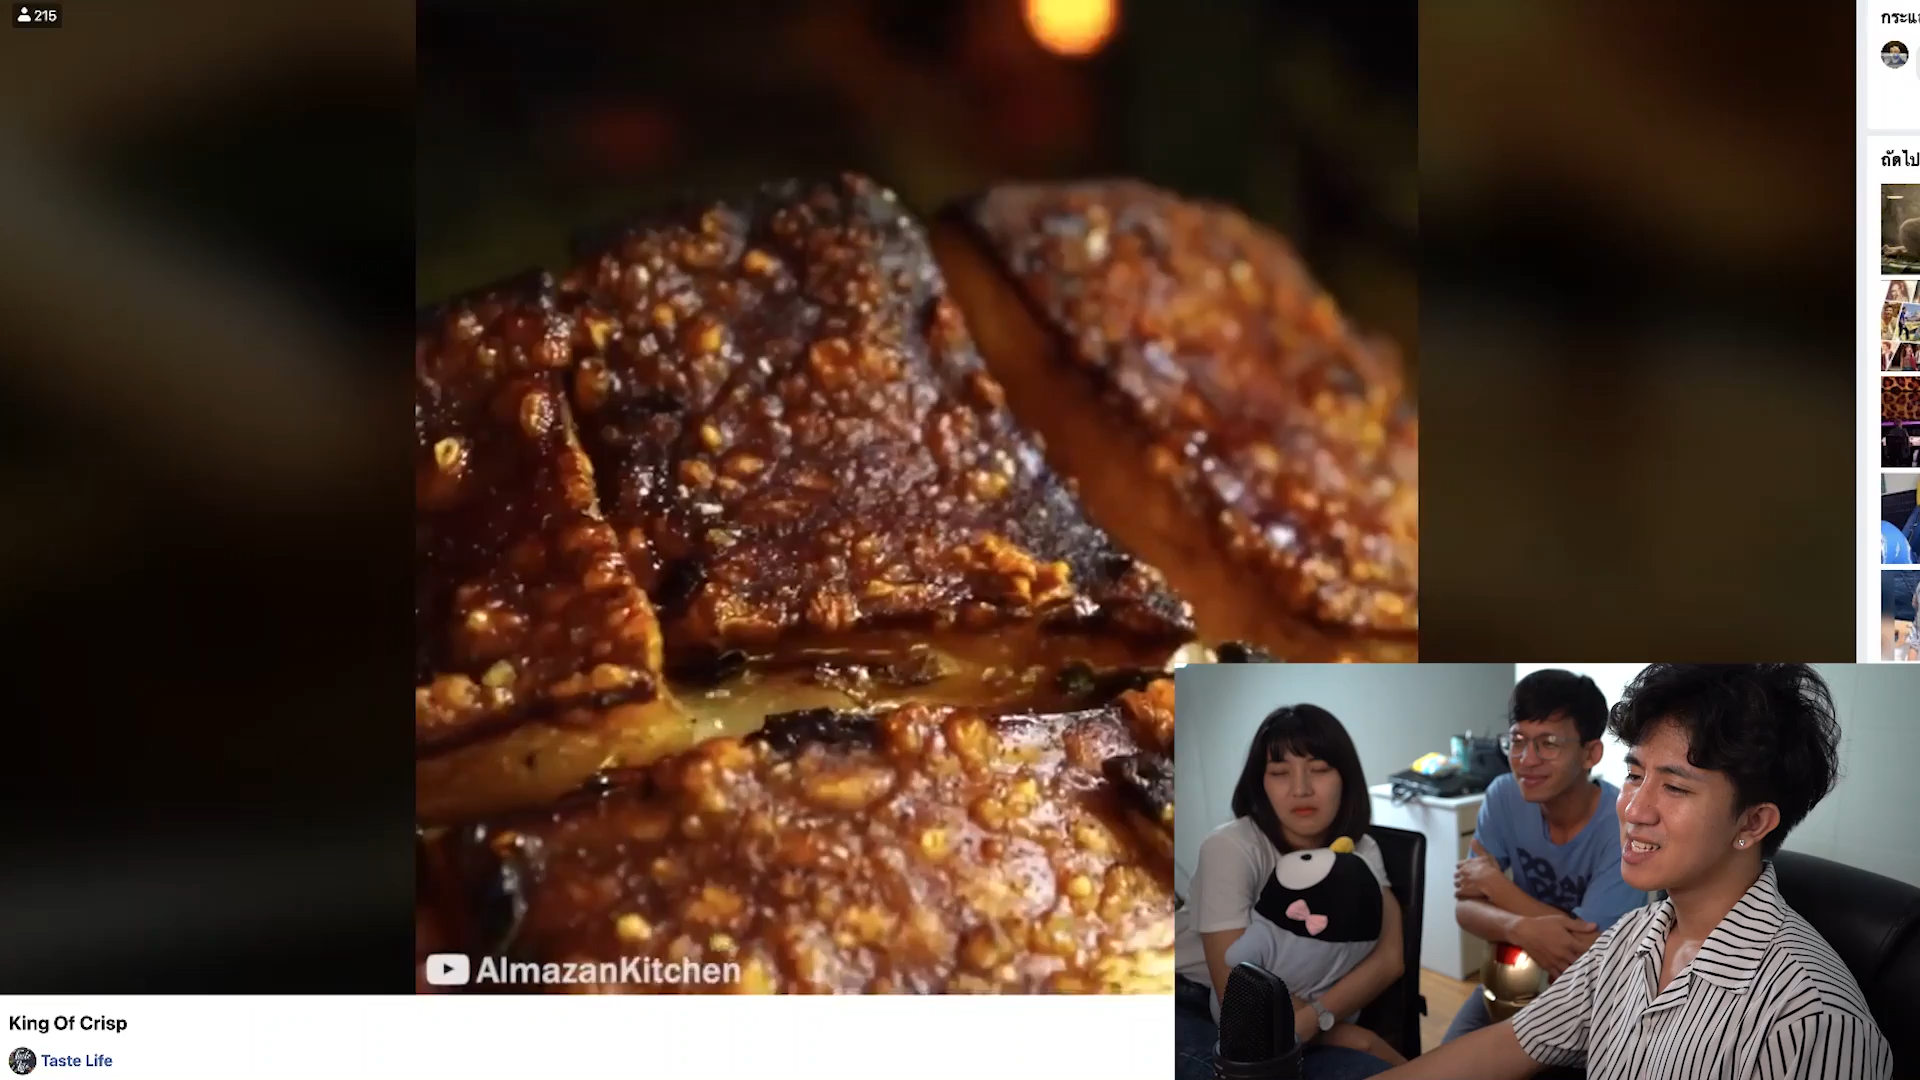 215
ถัดไป
AlmazanKitchen
King Of Crisp
Taste Life